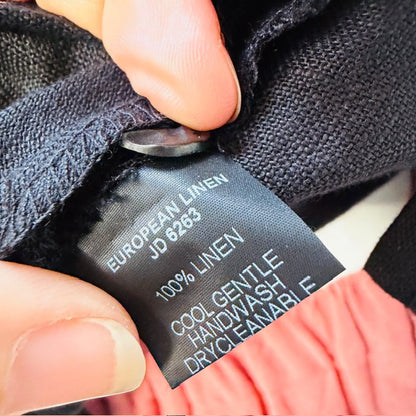 EUROPEAN LINEN
JD 6263
100% LINEN
COOL GENTLE
HANDWASH
DRYCLEANABLE